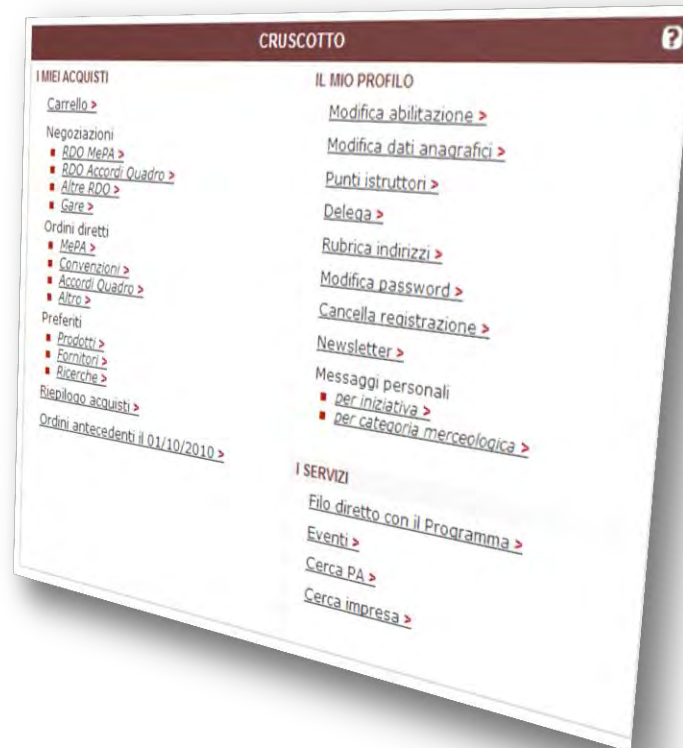 CRUSCOTTO
?
I MIEI ACQUISTI
Carrello >
Negoziazioni
RDO MePA >
RDO Accordi Quadro >
Altre RDO >
Gare >
Ordini diretti
MePA >
Convenzioni >
Accordi Quadro >
Altro >
Preferiti
Prodotti >
Fornitori >
Ricerche >
Riepilogo acquisti >
Ordini antecedenti il 01/10/2010 >
IL MIO PROFILO
Modifica abilitazione >
Modifica dati anagrafici >
Punti istruttori >
Delega >
Rubrica indirizzi >
Modifica password >
Cancella registrazione >
Newsletter >
Messaggi personali
per iniziativa >
per categoria merceologica >
I SERVIZI
Filo diretto con il Programma >
Eventi >
Cerca PA >
Cerca impresa >